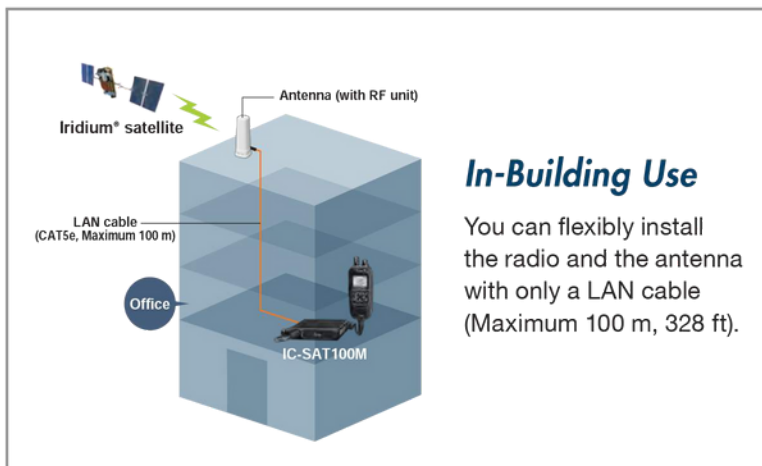 Antenna (with RF unit)
Iridium® satellite
LAN cable
(CAT5e, Maximum 100 m)
Office
IC-SAT100M
In-Building Use
You can flexibly install
the radio and the antenna
with only a LAN cable
(Maximum 100 m, 328 ft).